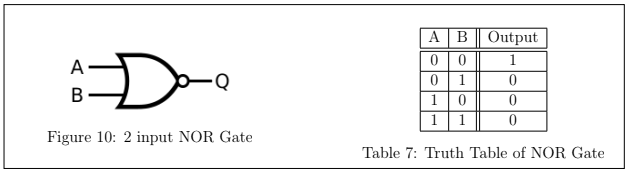 A
B
Q
Figure 10: 2 input NOR Gate
A B Output
0 0 1
0 1 0
1 0 0
1 1 0
Table 7: Truth Table of NOR Gate